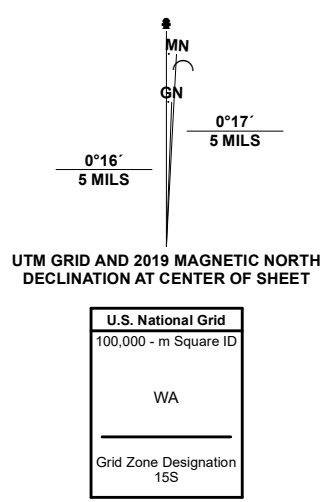 MN
GN
0°17´
5 MILS
0°16´
5 MILS
UTM GRID AND 2019 MAGNETIC NORTH
DECLINATION AT CENTER OF SHEET
U.S. National Grid
100,000 - m Square ID
WA
Grid Zone Designation
15S